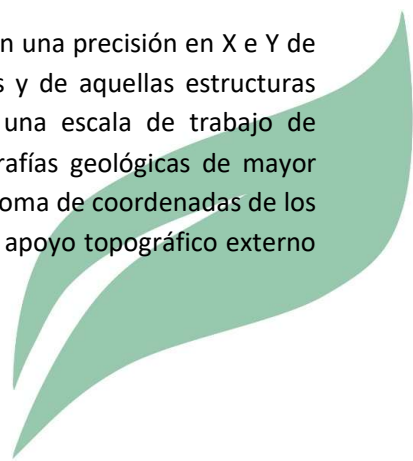 n una precisión en X e Y de
s y de aquellas estructuras
una escala de trabajo de
rafías geológicas de mayor
oma de coordenadas de los
apoyo topográfico externo